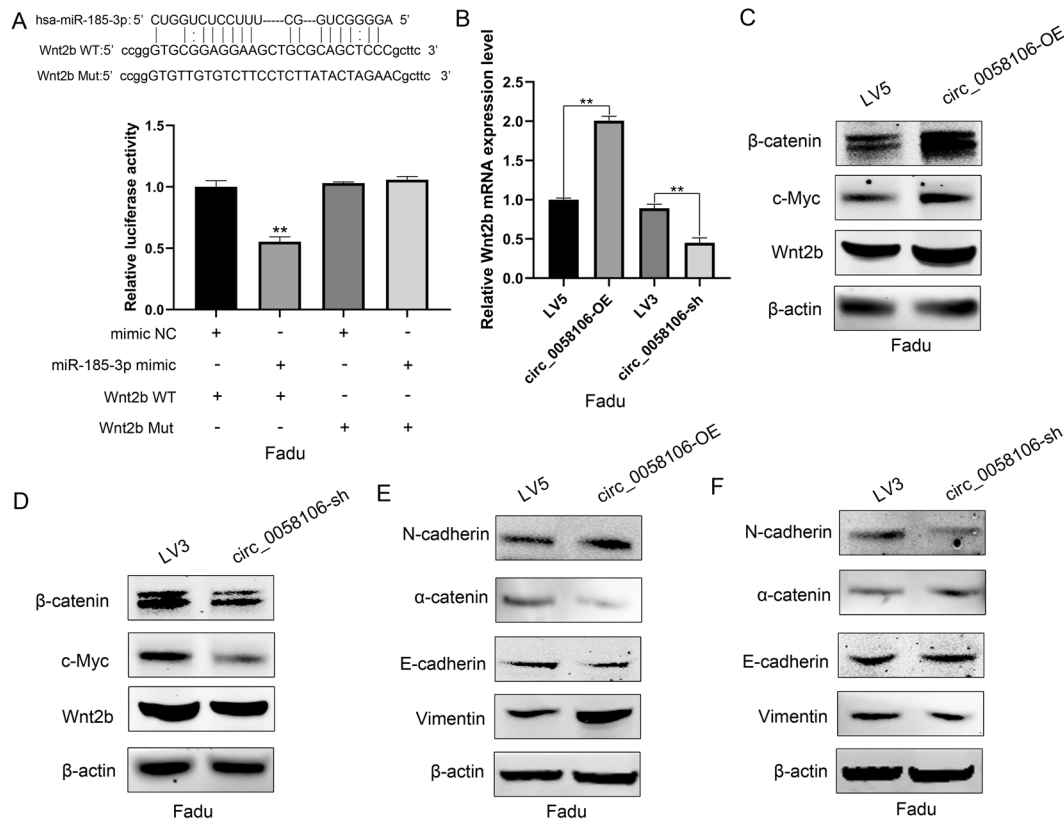 A
hsa-miR-185-3p: 5’ CUGGUCUCCUUU-----CG---GUCGGGGA 5’
Wnt2b WT:5’ ccgggGTGCGGAGGAAGCTGCGCAGCTCCCgcttc 3’
Wnt2b Mut:5’ ccgggGTGTTGTGTCTTCCTCTTATACTAGAACgcttc 3’
Relative luciferase activity
1.5
1.0
0.5
0.0
**
mimic NC + - + -
miR-185-3p mimic - + - +
Wnt2b WT + + - -
Wnt2b Mut - - + +
Fadu
B
Relative Wnt2b mRNA expression level
2.5
2.0
1.5
1.0
0.5
0.0
**
**
LV5
circ_0058106-OE
LV3
circ_0058106-sh
Fadu
C
LV5
circ_0058106-OE
β-catenin
c-Myc
Wnt2b
β-actin
Fadu
D
LV3
circ_0058106-sh
β-catenin
c-Myc
Wnt2b
β-actin
Fadu
E
LV5
circ_0058106-OE
N-cadherin
α-catenin
E-cadherin
Vimentin
β-actin
Fadu
F
LV3
circ_0058106-sh
N-cadherin
α-catenin
E-cadherin
Vimentin
β-actin
Fadu